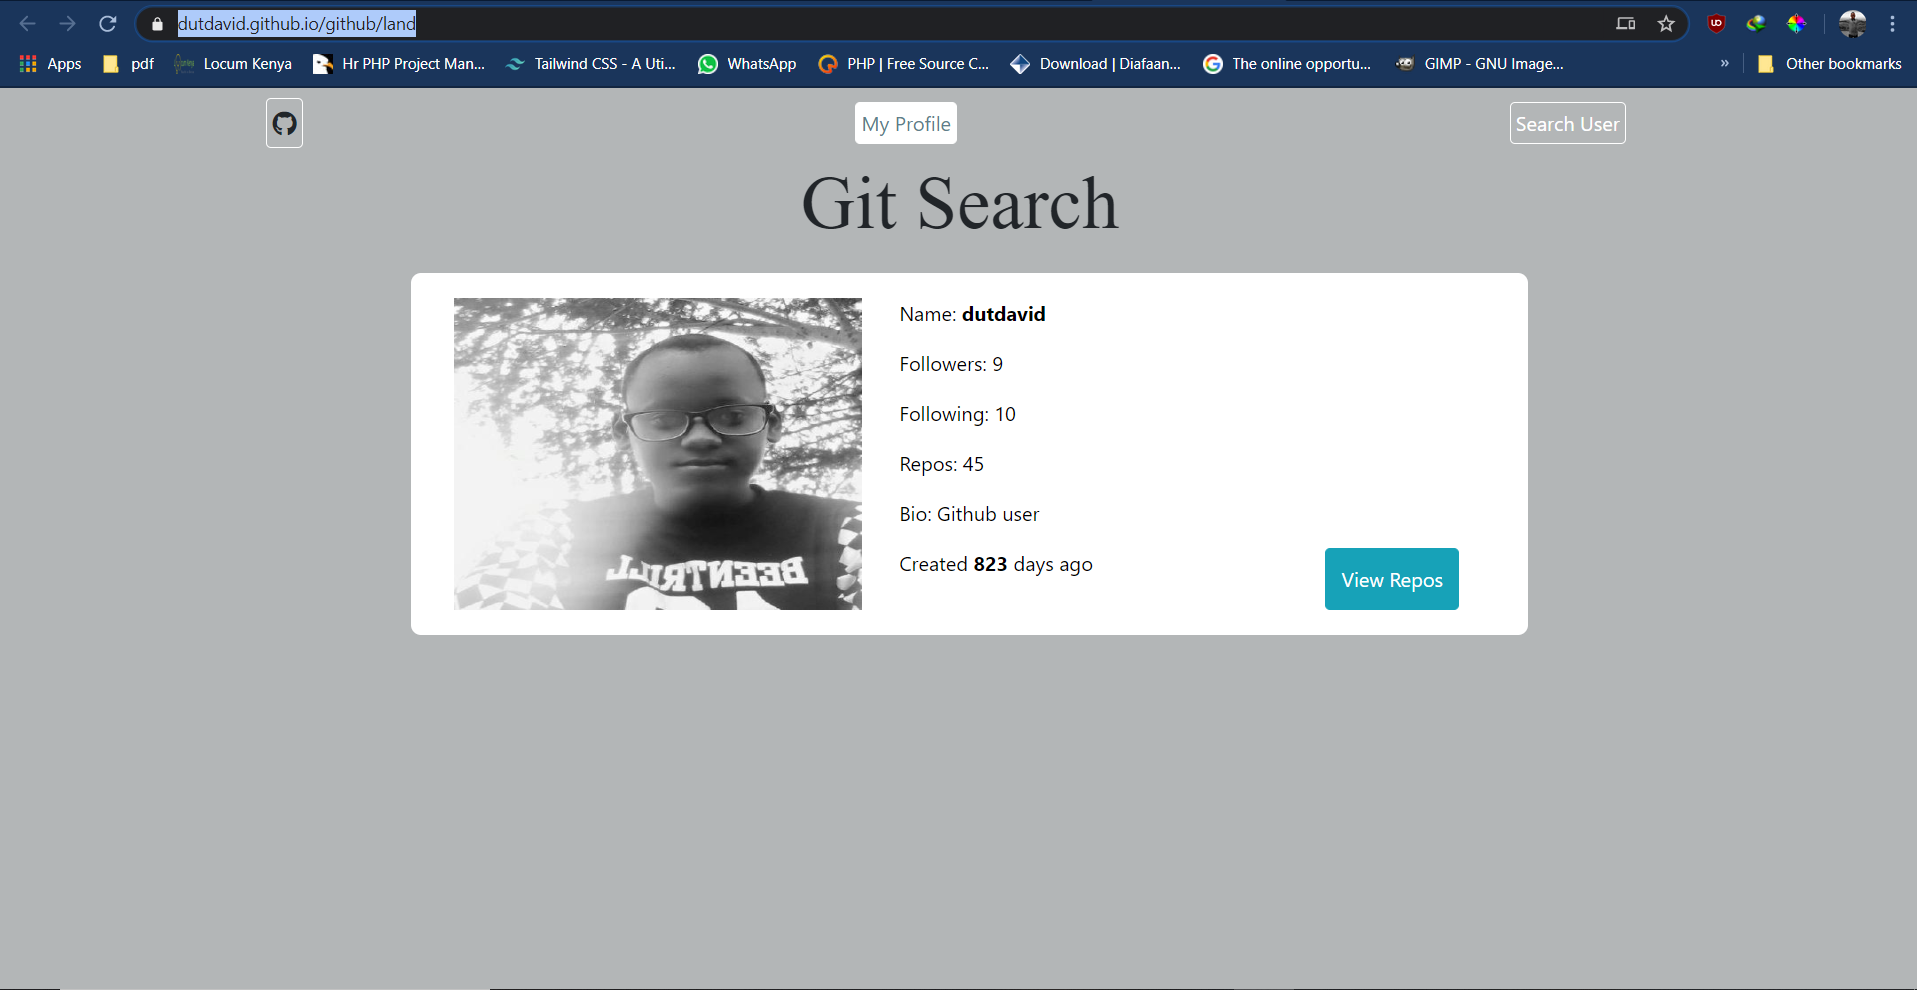 dutdavid.github.io/github/land
Apps pdf Locum Kenya Hr PHP Project Man... Tailwind CSS - A Uti... WhatsApp PHP | Free Source C... Download | Diafaan... The online opportu... GIMP - GNU Image... » Other bookmarks
My Profile
Search User
Git Search
Name: dutdavid
Followers: 9
Following: 10
Repos: 45
Bio: Github user
Created 823 days ago
View Repos
BEENTRILL